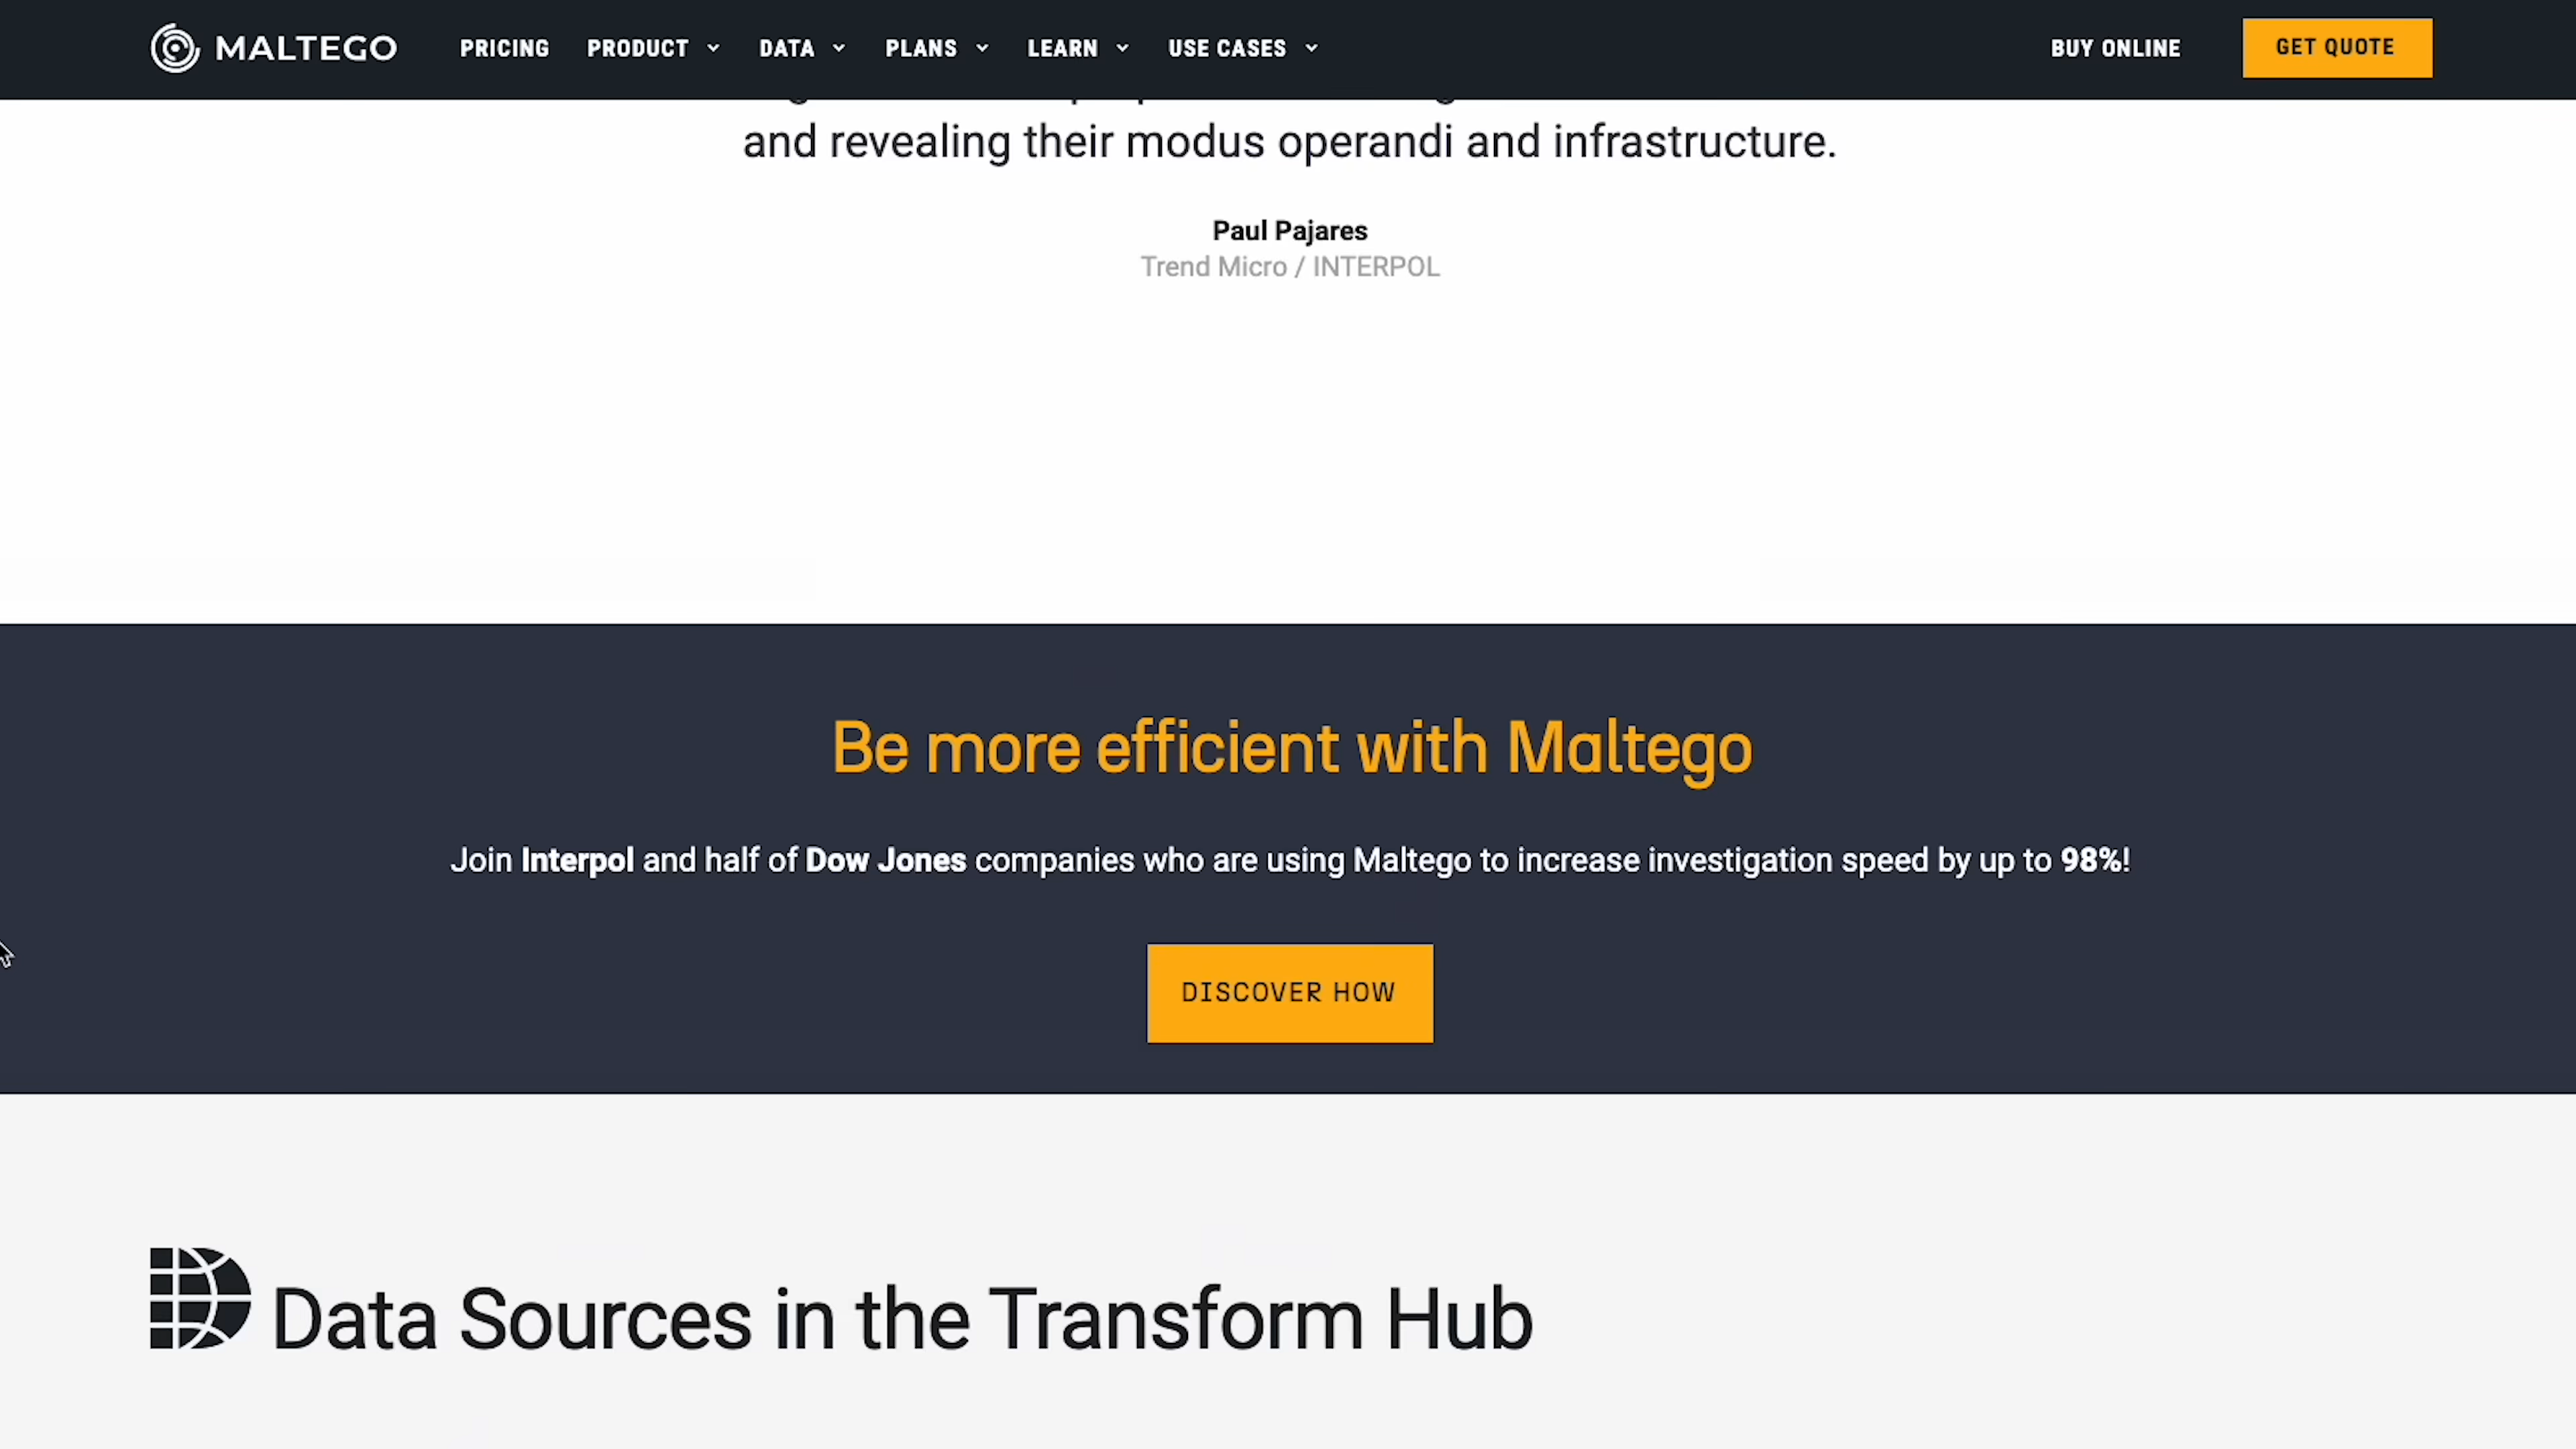 MALTEGO PRICING PRODUCT DATA PLANS LEARN USE CASES BUY ONLINE GET QUOTE
and revealing their modus operandi and infrastructure.
Paul Pajares
Trend Micro / INTERPOL
Be more efficient with Maltego
Join Interpol and half of Dow Jones companies who are using Maltego to increase investigation speed by up to 98%!
DISCOVER HOW
Data Sources in the Transform Hub